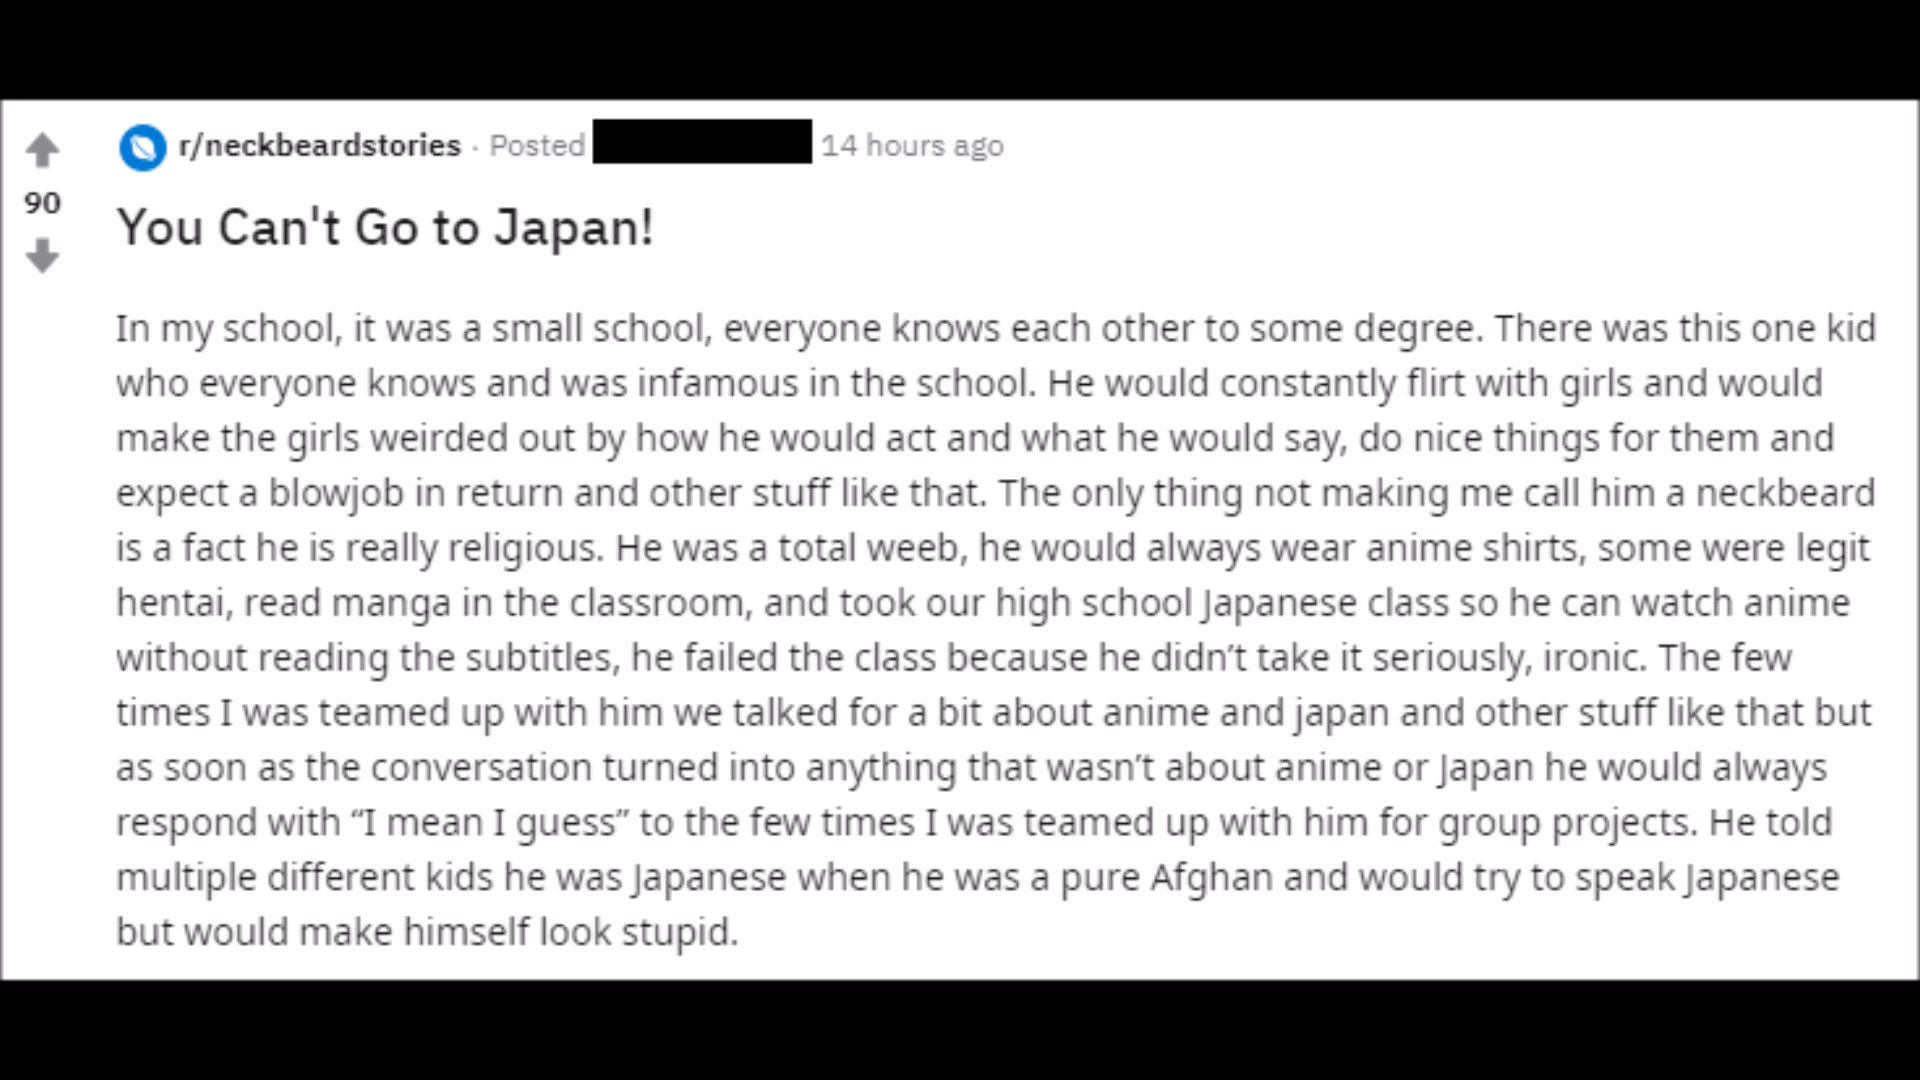 r/neckbeardstories · Posted 14 hours ago
90
You Can't Go to Japan!
In my school, it was a small school, everyone knows each other to some degree. There was this one kid
who everyone knows and was infamous in the school. He would constantly flirt with girls and would
make the girls weirded out by how he would act and what he would say, do nice things for them and
expect a blowjob in return and other stuff like that. The only thing not making me call him a neckbeard
is a fact he is really religious. He was a total weeb, he would always wear anime shirts, some were legit
hentai, read manga in the classroom, and took our high school Japanese class so he can watch anime
without reading the subtitles, he failed the class because he didn’t take it seriously, ironic. The few
times I was teamed up with him we talked for a bit about anime and japan and other stuff like that but
as soon as the conversation turned into anything that wasn’t about anime or Japan he would always
respond with “I mean I guess” to the few times I was teamed up with him for group projects. He told
multiple different kids he was Japanese when he was a pure Afghan and would try to speak Japanese
but would make himself look stupid.